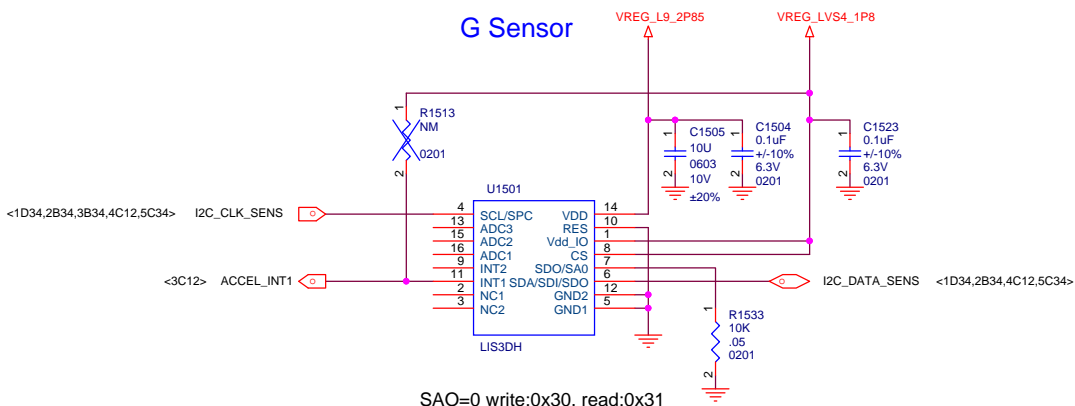 G Sensor
VREG_L9_2P85
VREG_LVS4_1P8
1
R1513
NM
0201
2
1
C1505
10U
0603
10V
±20%
2
1
C1504
0.1uF
+/-10%
6.3V
0201
2
1
C1523
0.1uF
+/-10%
6.3V
0201
2
U1501
<1D34,2B34,3B34,4C12,5C34> I2C_CLK_SENS
4 SCL/SPC VDD 14
13 ADC3 RES 10
15 ADC2 Vdd_IO 1
16 ADC1 CS 8
9 INT2 SDO/SA0 7
<3C12> ACCEL_INT1
11 INT1 SDA/SDI/SDO 6
I2C_DATA_SENS <1D34,2B34,4C12,5C34>
2 NC1 GND2 12
3 NC2 GND1 5
LIS3DH
1
R1533
10K
.05
0201
2
SAO=0 write:0x30, read:0x31